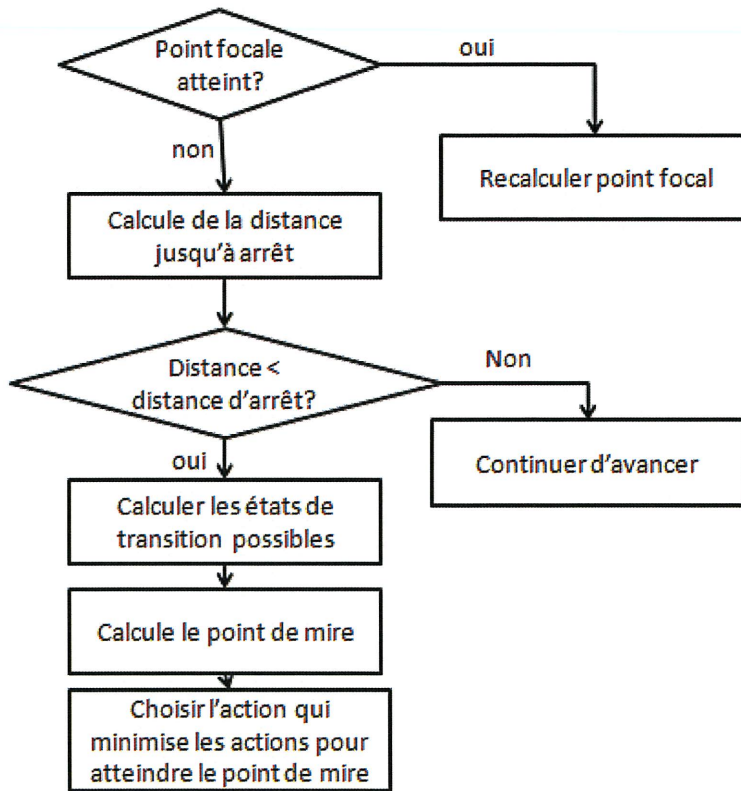 Point focale
atteint?
oui
non
Recalculer point focal
Calcule de la distance
jusqu'à arrêt
Distance <
distance d'arrêt?
Non
oui
Continuer d'avancer
Calculer les états de
transition possibles
Calcule le point de mire
Choisir l'action qui
minimise les actions pour
atteindre le point de mire